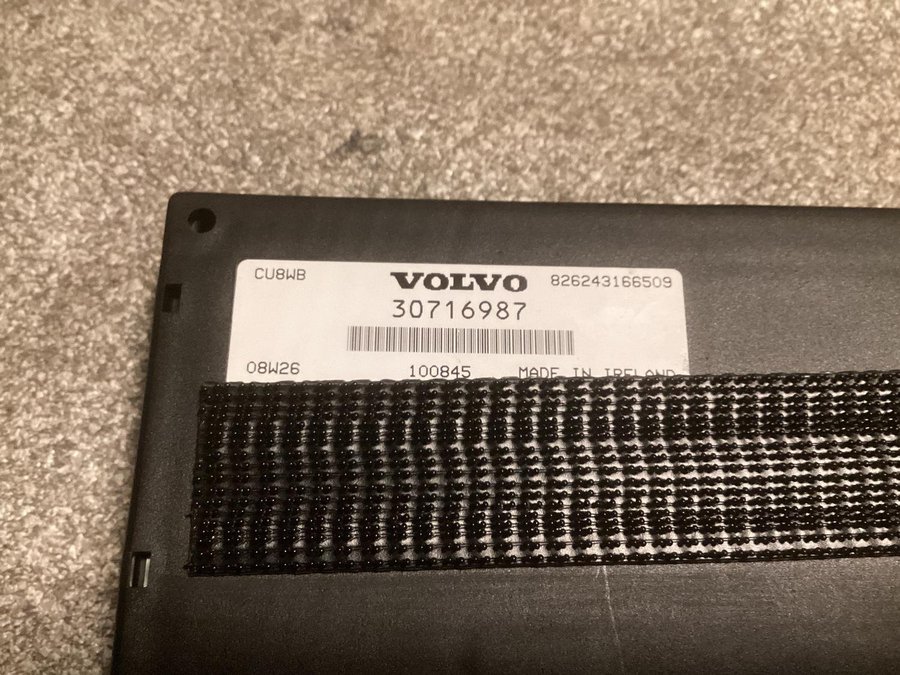 CU8WB VOLVO 826243166509
30716987
08W26 100845 MADE IN IRELAND